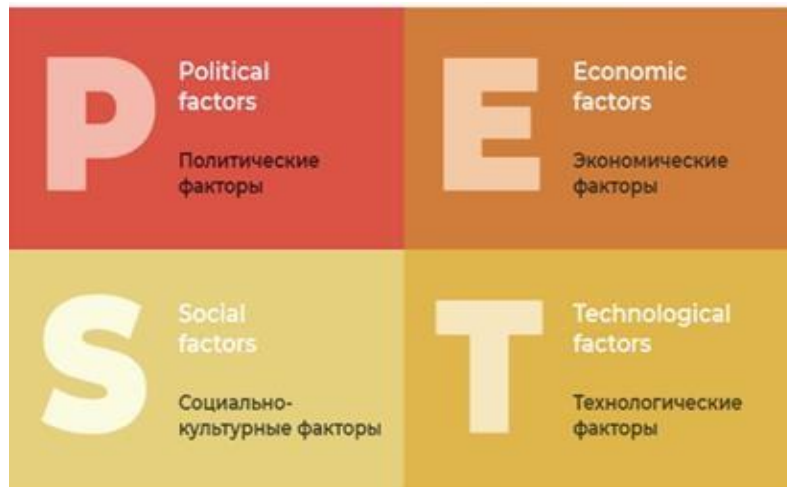 P
Political
factors
Политические
факторы
E
Economic
factors
Экономические
факторы
S
Social
factors
Социально-
культурные факторы
T
Technological
factors
Технологические
факторы